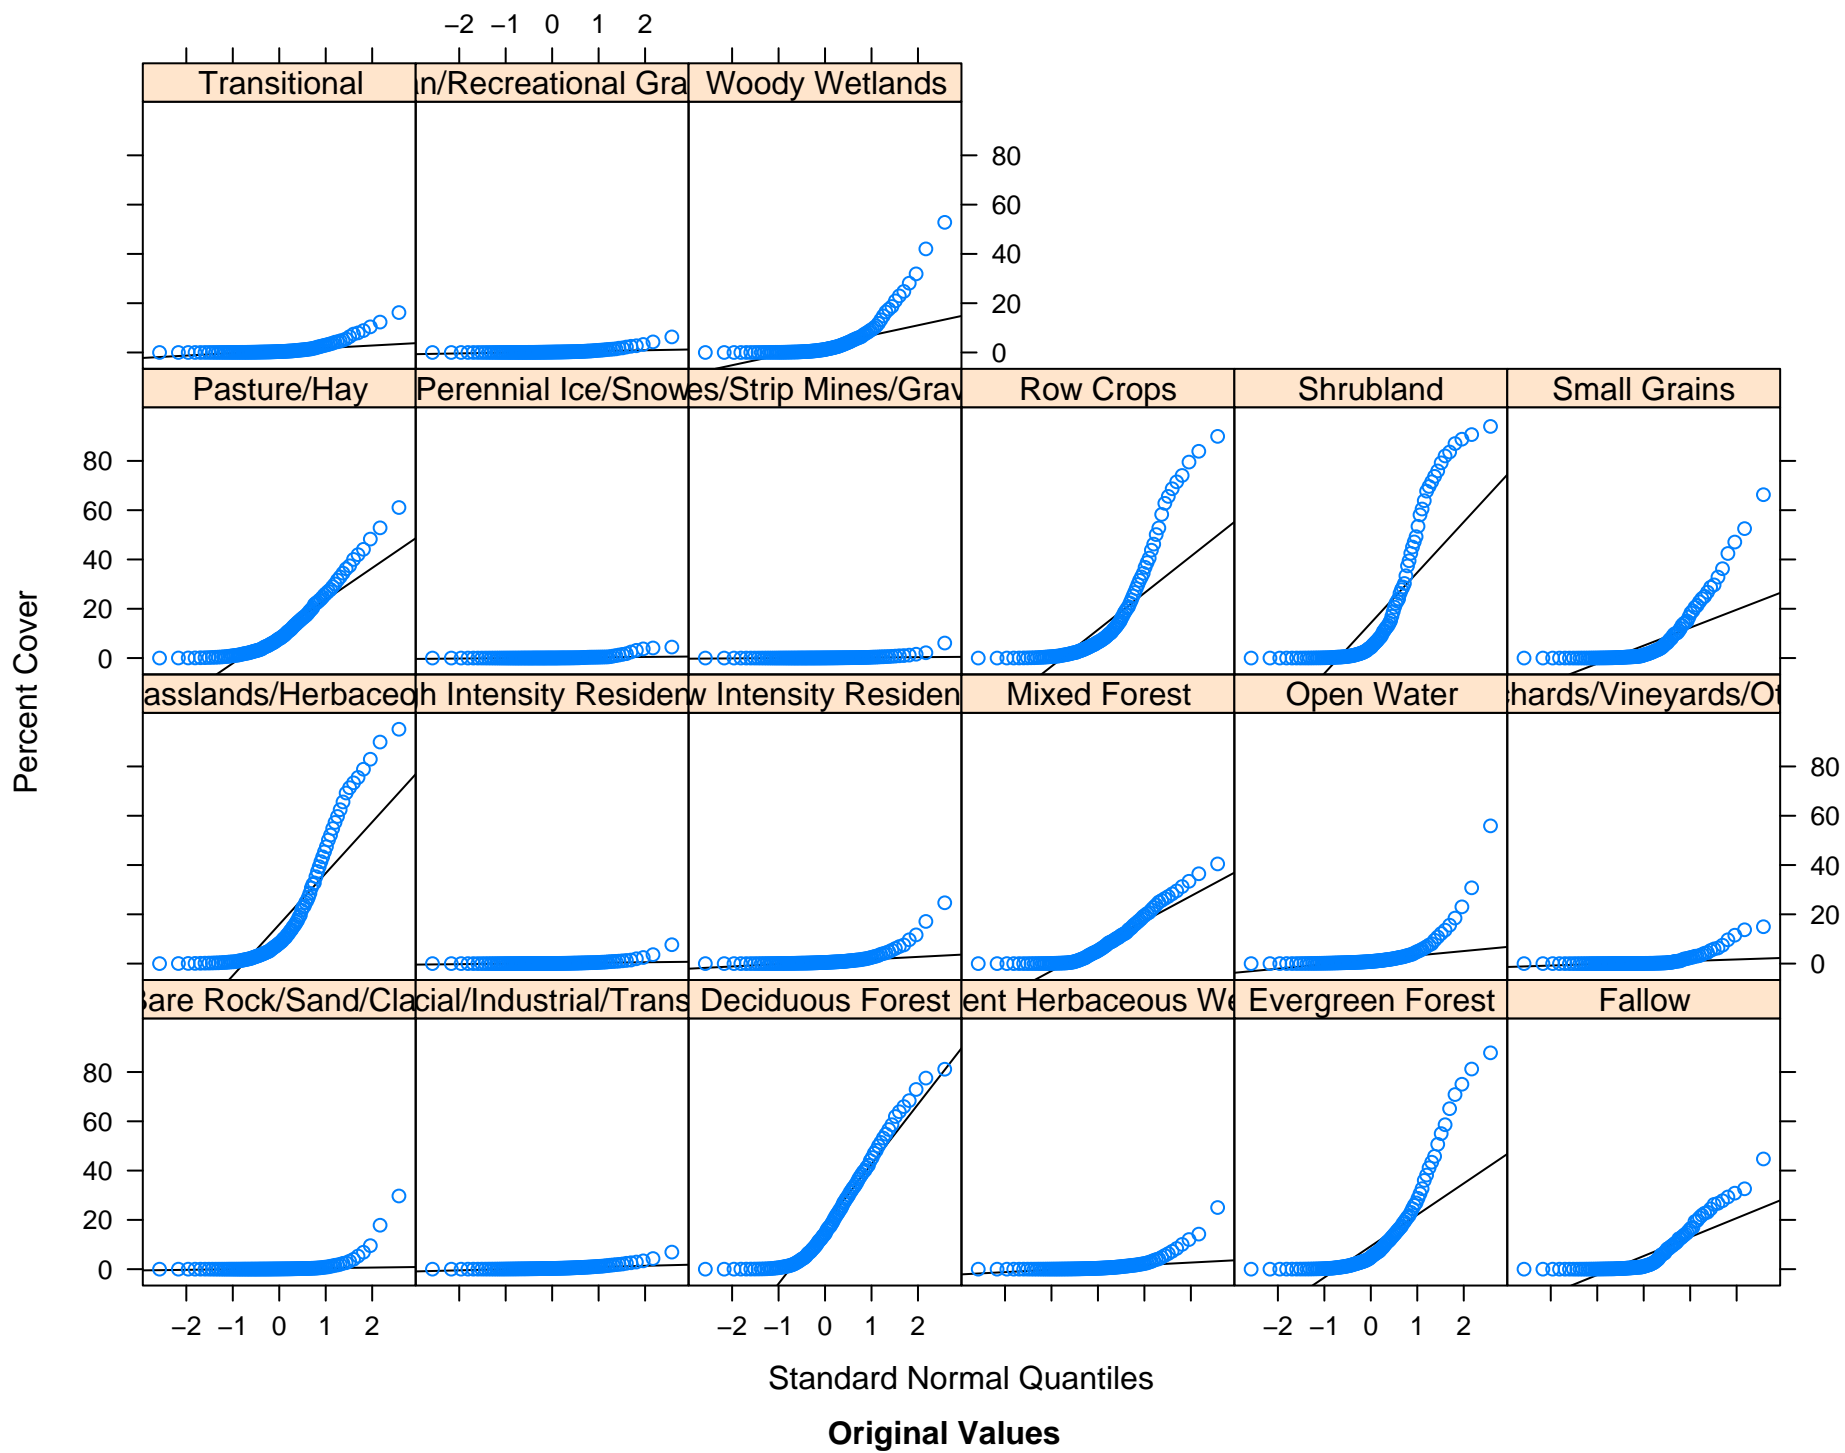 −2 −1 0 1 2
Transitional n/Recreational Gra Woody Wetlands
80
60
40
20
0
Pasture/Hay Perennial Ice/Snow es/Strip Mines/Grav Row Crops Shrubland Small Grains
80
60
40
20
0
asslands/Herbaceo h Intensity Residen w Intensity Residen Mixed Forest Open Water chards/Vineyards/Ot
80
60
40
20
0
Bare Rock/Sand/Cla cial/Industrial/Trans Deciduous Forest ent Herbaceous We Evergreen Forest Fallow
80
60
40
20
0
−2 −1 0 1 2 −2 −1 0 1 2 −2 −1 0 1 2
Percent Cover
Standard Normal Quantiles
Original Values